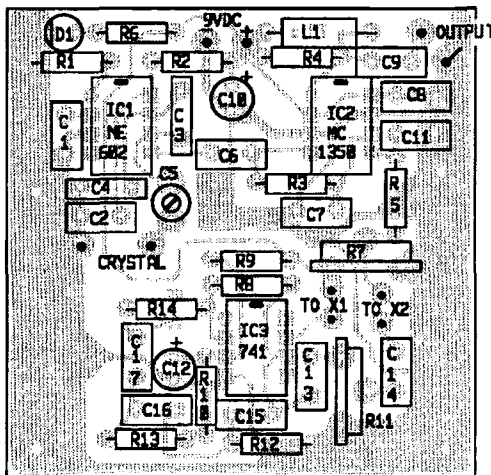 D1
R6
9VDC
+
L1
OUTPUT
R1
R2
R4
C9
C1
IC1
NE
602
C3
+
C10
IC2
MC
1350
C8
C11
C6
C4
C5
R3
C2
C7
R5
CRYSTAL
R7
R9
R8
TO X1
TO X2
R14
IC3
741
C17
+
C12
R10
C13
C14
C16
C15
R11
R13
R12